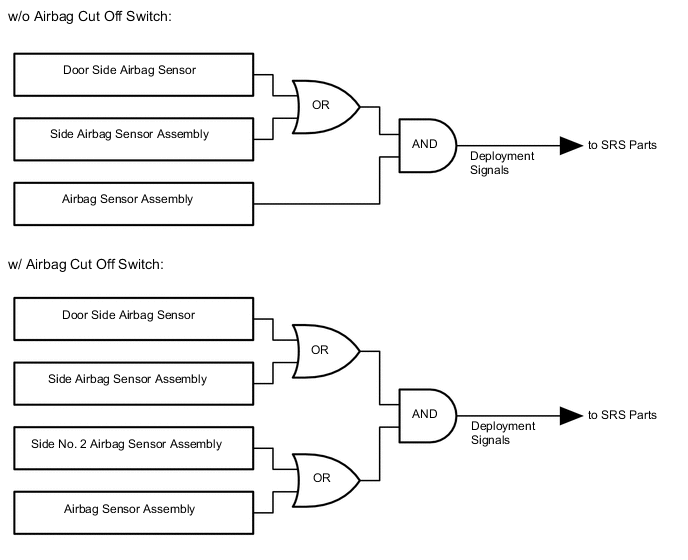 w/o Airbag Cut Off Switch:
Door Side Airbag Sensor
OR
Side Airbag Sensor Assembly
AND
to SRS Parts
Deployment
Signals
Airbag Sensor Assembly
w/ Airbag Cut Off Switch:
Door Side Airbag Sensor
OR
Side Airbag Sensor Assembly
AND
to SRS Parts
Deployment
Signals
Side No. 2 Airbag Sensor Assembly
OR
Airbag Sensor Assembly